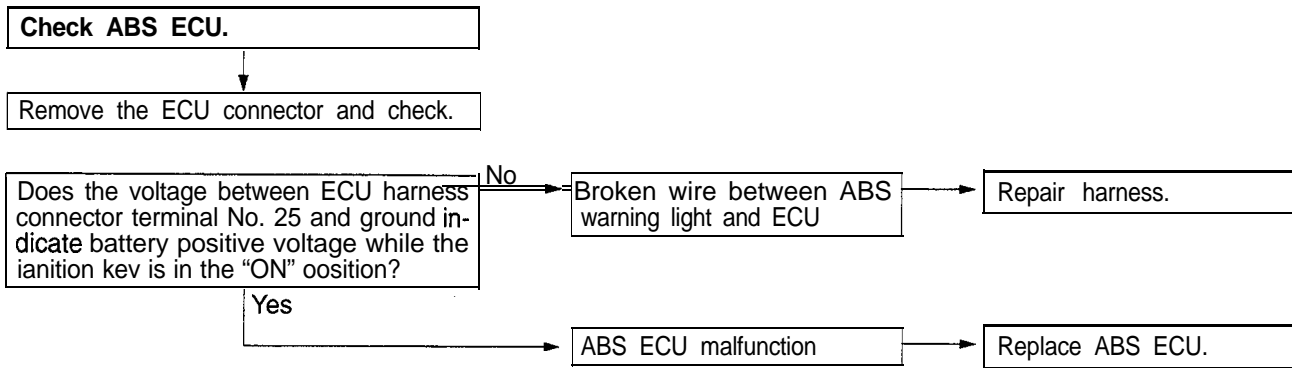 Check ABS ECU.
Remove the ECU connector and check.
Does the voltage between ECU harness
connector terminal No. 25 and ground in-
dicate battery positive voltage while the
ianition kev is in the “ON” oosition?
No
Broken wire between ABS
warning light and ECU
Repair harness.
Yes
ABS ECU malfunction
Replace ABS ECU.